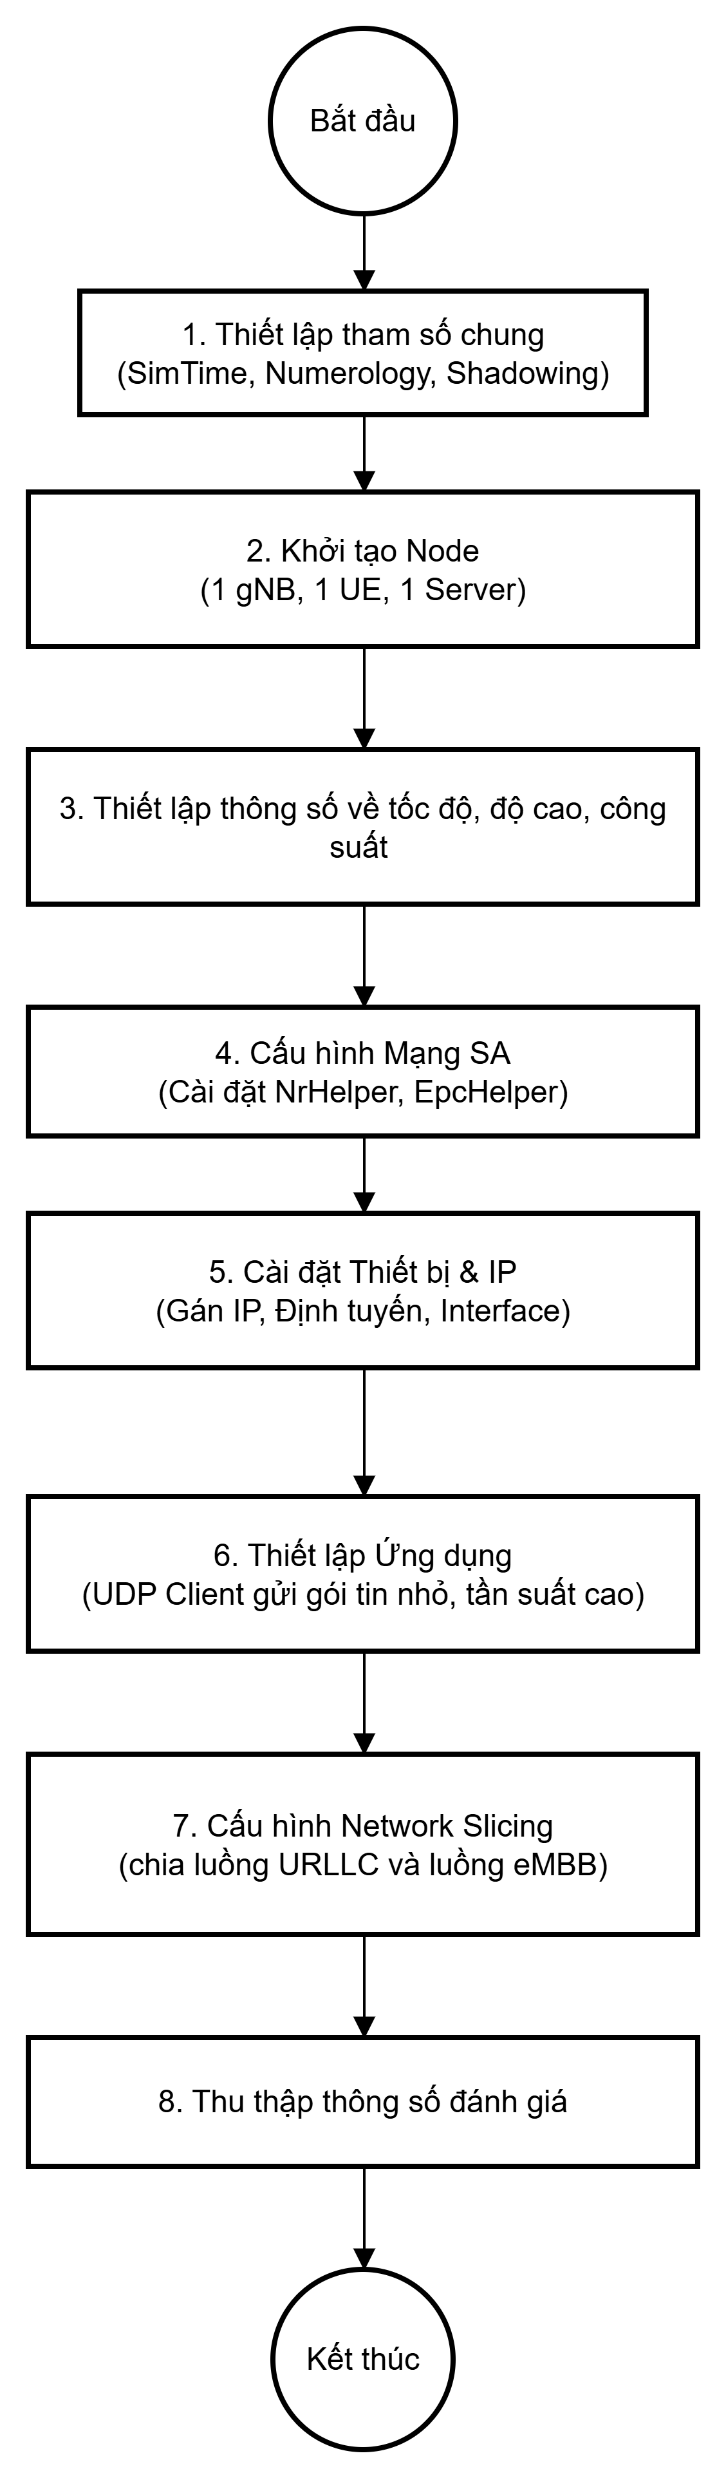 Bắt đầu
1. Thiết lập tham số chung
(SimTime, Numerology, Shadowing)
2. Khởi tạo Node
(1 gNB, 1 UE, 1 Server)
3. Thiết lập thông số về tốc độ, độ cao, công
suất
4. Cấu hình Mạng SA
(Cài đặt NrHelper, EpcHelper)
5. Cài đặt Thiết bị & IP
(Gán IP, Định tuyến, Interface)
6. Thiết lập Ứng dụng
(UDP Client gửi gói tin nhỏ, tần suất cao)
7. Cấu hình Network Slicing
(chia luồng URLLC và luồng eMBB)
8. Thu thập thông số đánh giá
Kết thúc